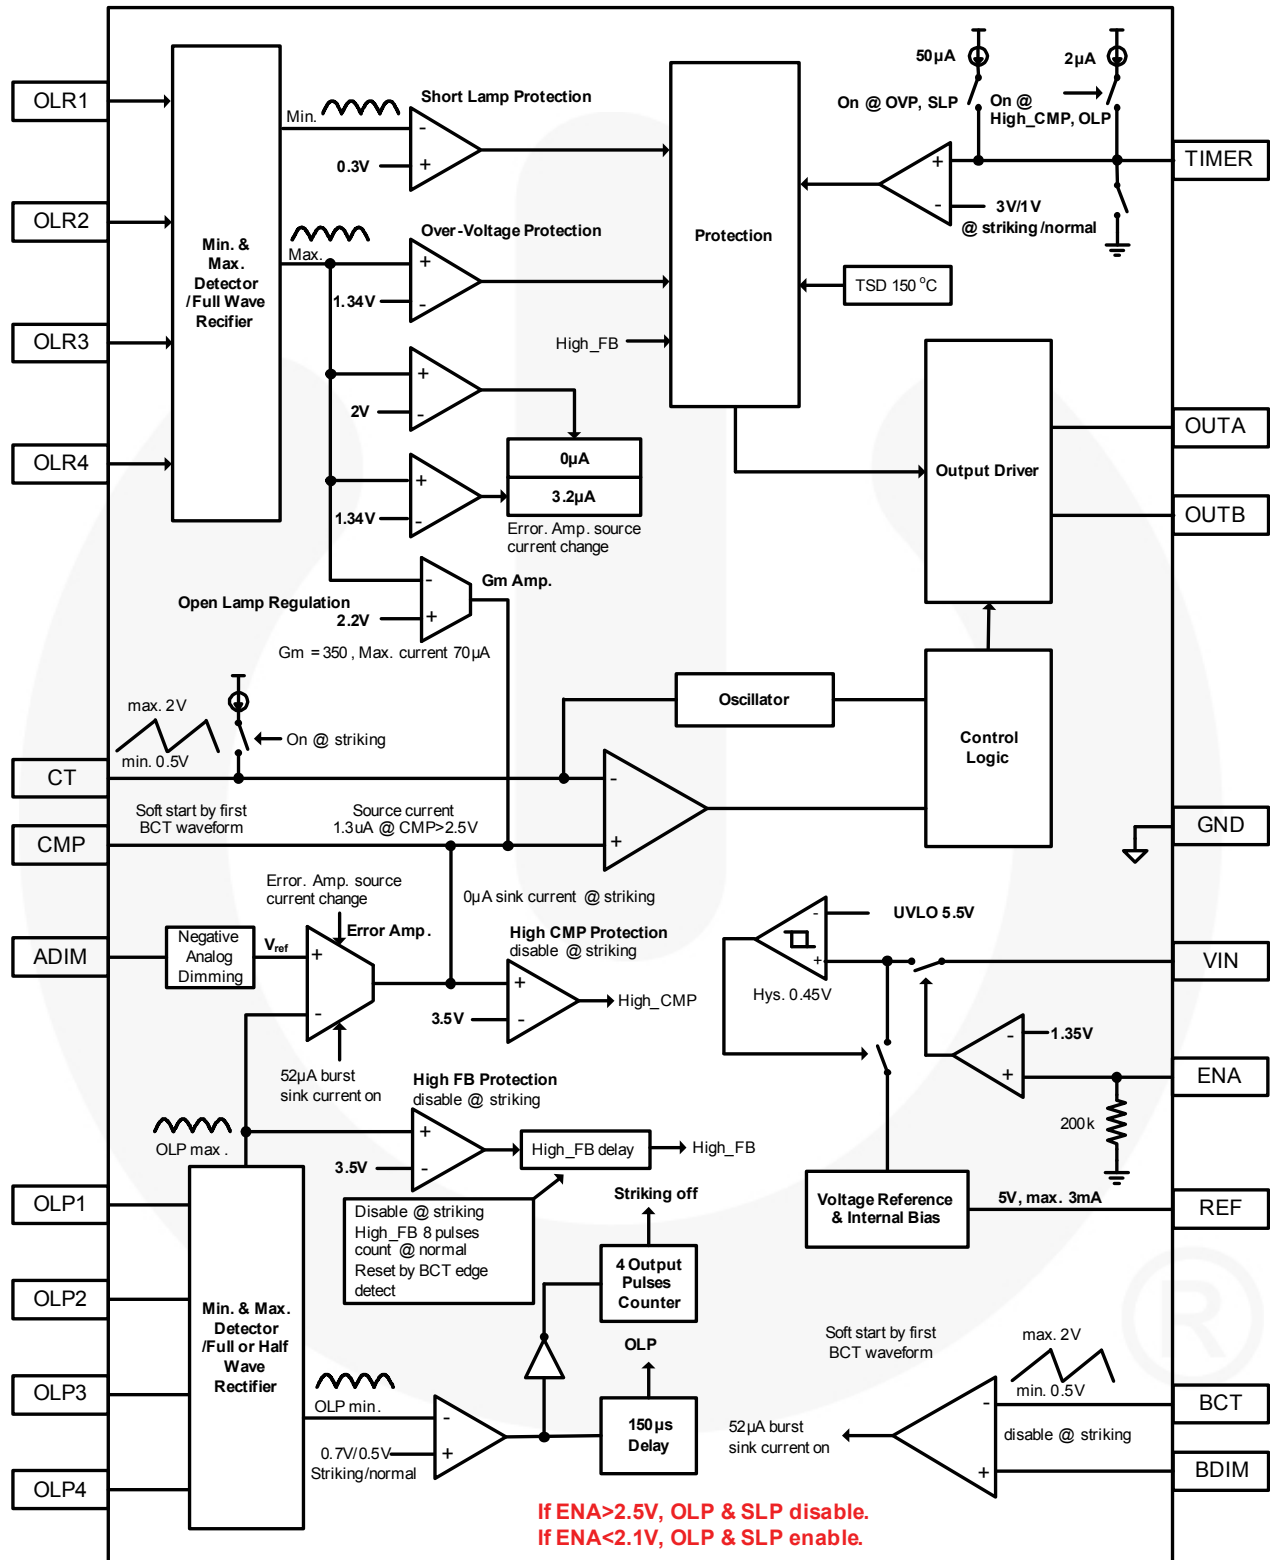 OLR1
OLR2
OLR3
OLR4
CT
CMP
ADIM
OLP1
OLP2
OLP3
OLP4
TIMER
OUTA
OUTB
GND
VIN
ENA
REF
BCT
BDIM
Min. &
Max.
Detector
/Full Wave
Recifier
Min.
Max.
Short Lamp Protection
-
+
0.3V
Over-Voltage Protection
+
-
1.34V
+
-
2V
+
-
1.34V
0µA
3.2µA
Error. Amp. source
current change
High_FB
Protection
TSD 150 °C
50µA
On @ OVP, SLP
2µA
On @
High_CMP, OLP
+
-
3V/1V
@ striking/normal
Output Driver
Gm Amp.
-
+
Open Lamp Regulation
2.2V
Gm = 350 , Max. current 70µA
max. 2V
min. 0.5V
On @ striking
Oscillator
Control
Logic
-
+
Soft start by first
BCT waveform
Source current
1.3uA @ CMP>2.5V
0µA sink current @ striking
Error. Amp. source
current change
Negative
Analog
Dimming
Vref
Error Amp.
+
-
52µA burst
sink current on
High CMP Protection
disable @ striking
+
-
3.5V
High_CMP
UVLO 5.5V
-
+
Hys. 0.45V
1.35V
-
+
200k
Voltage Reference
& Internal Bias
5V, max. 3mA
High FB Protection
disable @ striking
+
-
3.5V
High_FB delay
High_FB
Disable @ striking
High_FB 8 pulses
count @ normal
Reset by BCT edge
detect
OLP max.
Min. & Max.
Detector
/Full or Half
Wave
Rectifier
OLP min.
-
+
0.7V/0.5V
Striking/normal
Striking off
4 Output
Pulses
Counter
OLP
150µs
Delay
Soft start by first
BCT waveform
max. 2V
min. 0.5V
-
+
disable @ striking
52µA burst
sink current on
If ENA>2.5V, OLP & SLP disable.
If ENA<2.1V, OLP & SLP enable.
®